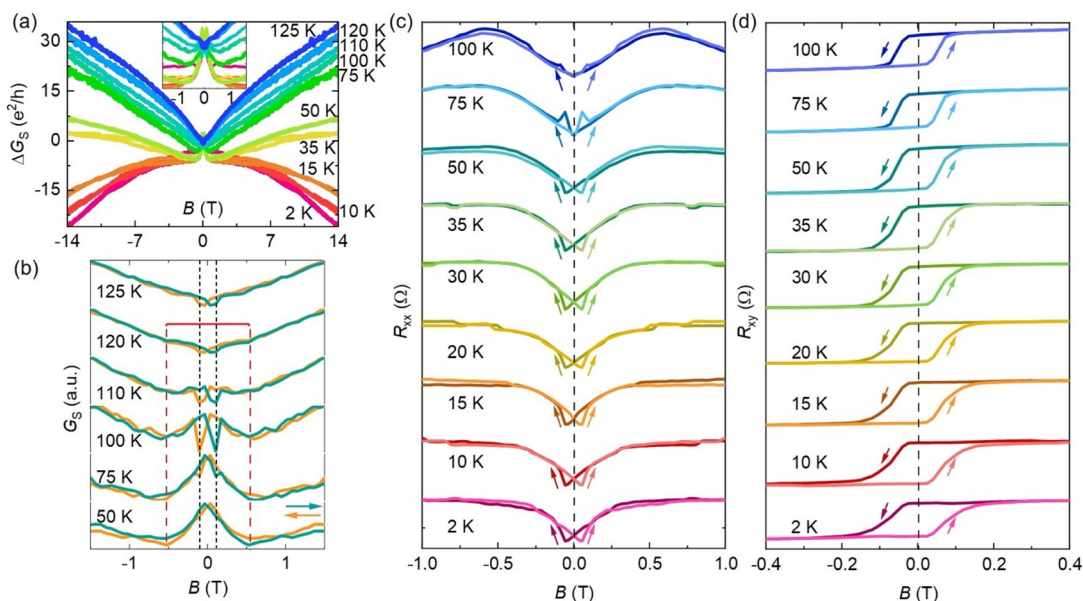 (a)
125 K
120 K
110 K
100 K
75 K
50 K
35 K
15 K
2 K
10 K
30
15
0
-15
ΔG_S (e²/h)
-1 0 1
B (T)
-14 -7 0 7 14
(b)
125 K
120 K
110 K
100 K
75 K
50 K
G_S (a.u.)
-1 0 1
B (T)
(c)
100 K
75 K
50 K
35 K
30 K
20 K
15 K
10 K
2 K
R_xx (Ω)
-1.0 -0.5 0.0 0.5 1.0
B (T)
(d)
100 K
75 K
50 K
35 K
30 K
20 K
15 K
10 K
2 K
R_xy (Ω)
-0.4 -0.2 0.0 0.2 0.4
B (T)